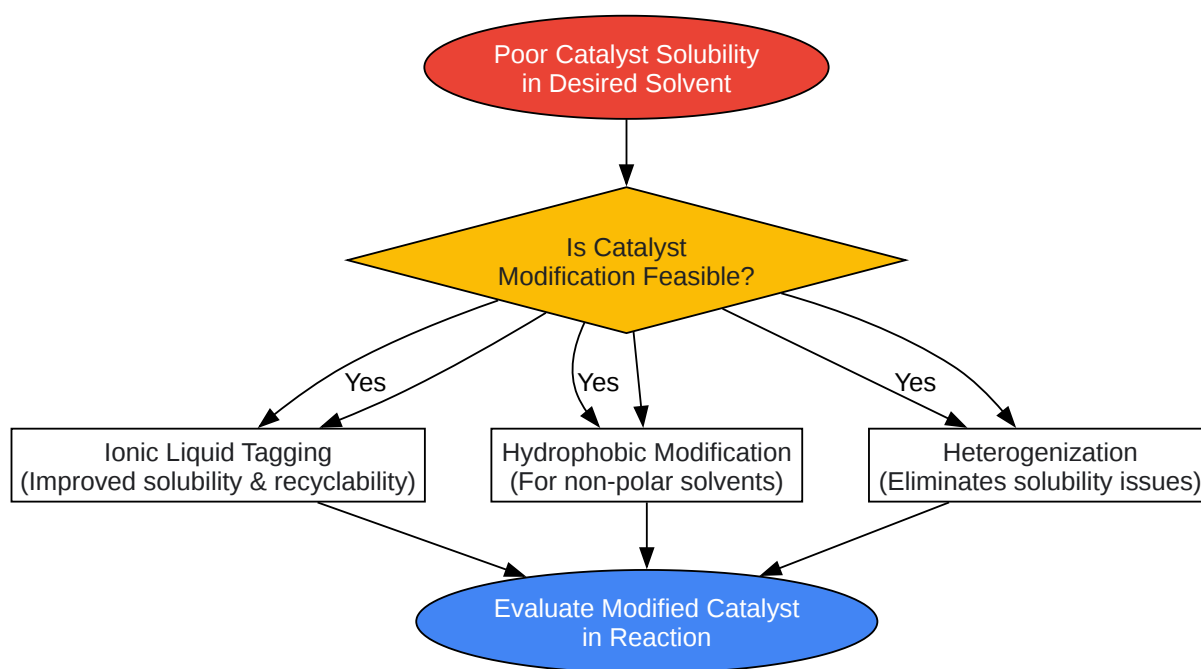 Poor Catalyst Solubility
in Desired Solvent
Is Catalyst
Modification Feasible?
Yes
Yes
Yes
Ionic Liquid Tagging
(Improved solubility & recyclability)
Hydrophobic Modification
(For non-polar solvents)
Heterogenization
(Eliminates solubility issues)
Evaluate Modified Catalyst
in Reaction